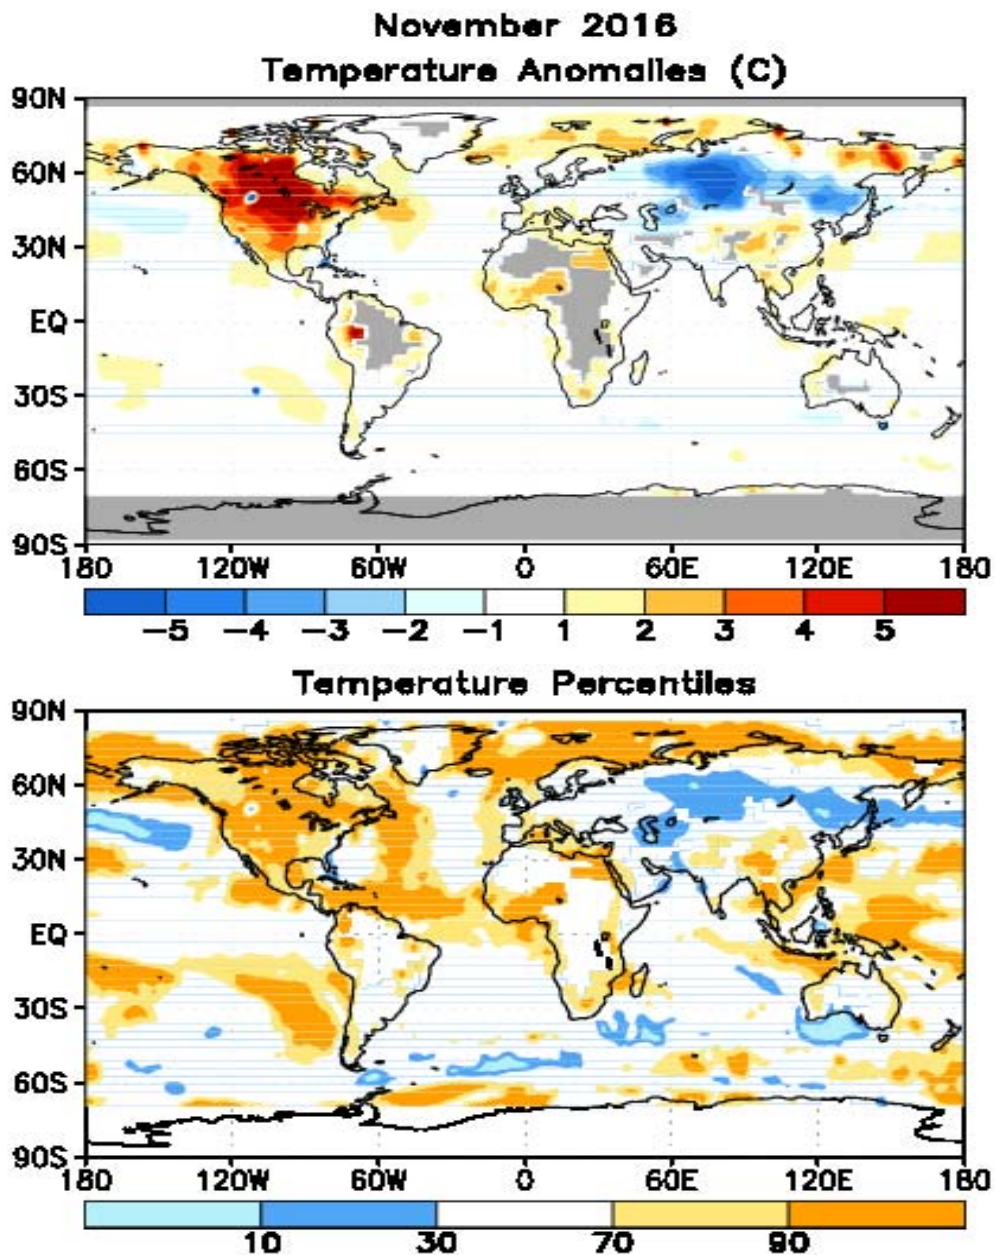 November 2016
Temperature Anomalies (C)
90N
60N
30N
EQ
30S
60S
90S
180 120W 60W 0 60E 120E 180
−5 −4 −3 −2 −1 1 2 3 4 5
Temperature Percentiles
90N
60N
30N
EQ
30S
60S
90S
180 120W 60W 0 60E 120E 180
10 30 70 90